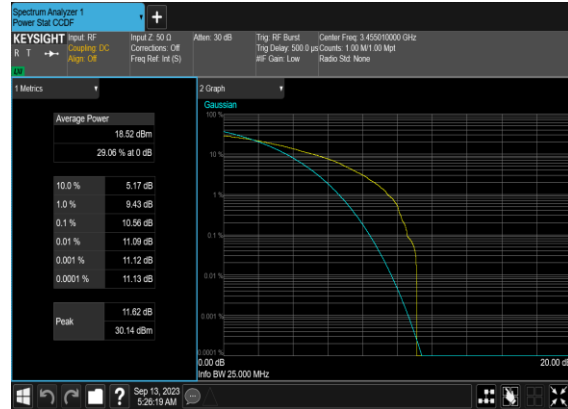 Spectrum Analyzer 1
Power Stat CCDF
KEYSIGHT
R T
LM
Input: RF
Coupling: DC
Align: Off
Input Z: 50 Ω
Corrections: Off
Freq Ref: Int (S)
Atten: 30 dB
Trig: RF Burst
Trig Delay: 500.0 µs
#IF Gain: Low
Center Freq: 3.455010000 GHz
Counts: 1.00 M/1.00 Mpt
Radio Std: None
1 Metrics
Average Power
18.52 dBm
29.06 % at 0 dB
10.0 % 5.17 dB
1.0 % 9.43 dB
0.1 % 10.56 dB
0.01 % 11.09 dB
0.001 % 11.12 dB
0.0001 % 11.13 dB
Peak
11.62 dB
30.14 dBm
2 Graph
Gaussian
100 %
10 %
1 %
0.1 %
0.01 %
0.001 %
0.0001 %
0.00 dB 20.00 dB
Info BW 25.000 MHz
?
Sep 13, 2023
5:26:19 AM